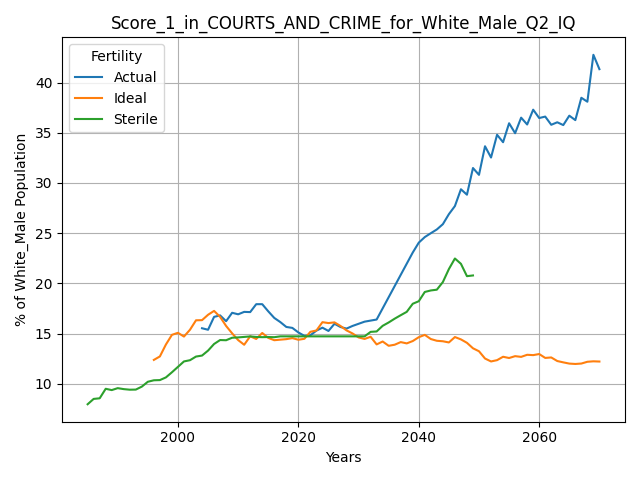 Score_1_in_COURTS_AND_CRIME_for_White_Male_Q2_IQ
Fertility
Actual
Ideal
Sterile
% of White_Male Population
40
35
30
25
20
15
10
2000
2020
2040
2060
Years